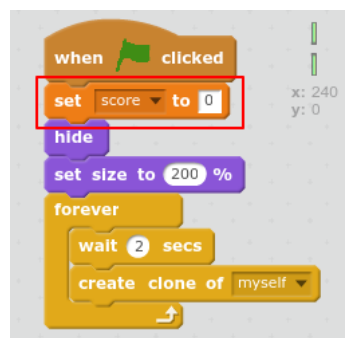 when clicked
set score to 0
x: 240
y: 0
hide
set size to 200 %
forever
wait 2 secs
create clone of myself